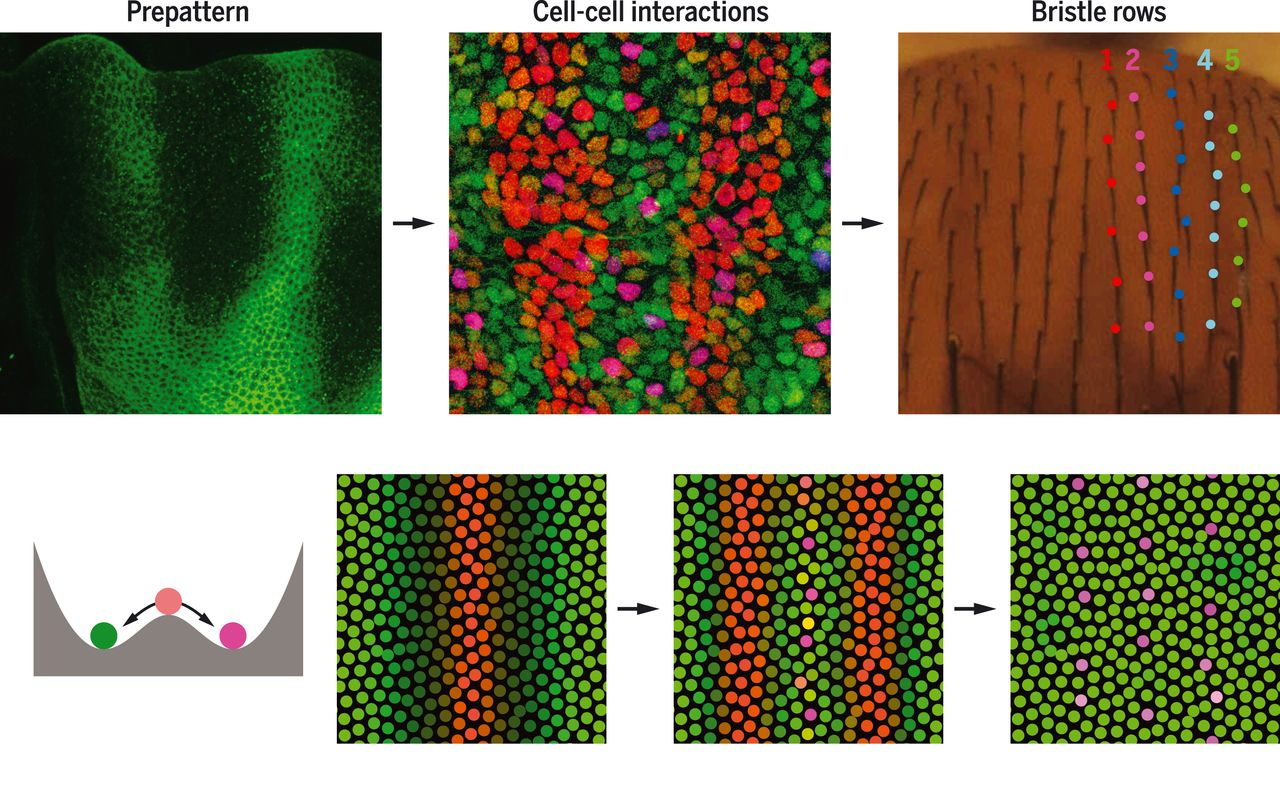 Prepattern
Cell-cell interactions
Bristle rows
1 2 3 4 5